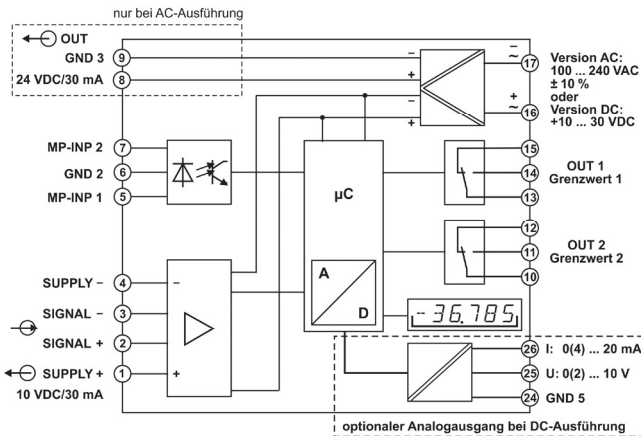 nur bei AC-Ausführung
OUT
GND 3
9
24 VDC/30 mA
8
MP-INP 2
7
GND 2
6
MP-INP 1
5
SUPPLY –
4
SIGNAL –
3
SIGNAL +
2
SUPPLY +
1
10 VDC/30 mA
–
+
–
+
µC
A
D
–
+
-36.785
–
~
17
Version AC:
100 ... 240 VAC
± 10 %
oder
+
~
16
Version DC:
+10 ... 30 VDC
15
OUT 1
14
Grenzwert 1
13
12
OUT 2
11
Grenzwert 2
10
26
I: 0(4) ... 20 mA
25
U: 0(2) ... 10 V
24
GND 5
optionaler Analogausgang bei DC-Ausführung